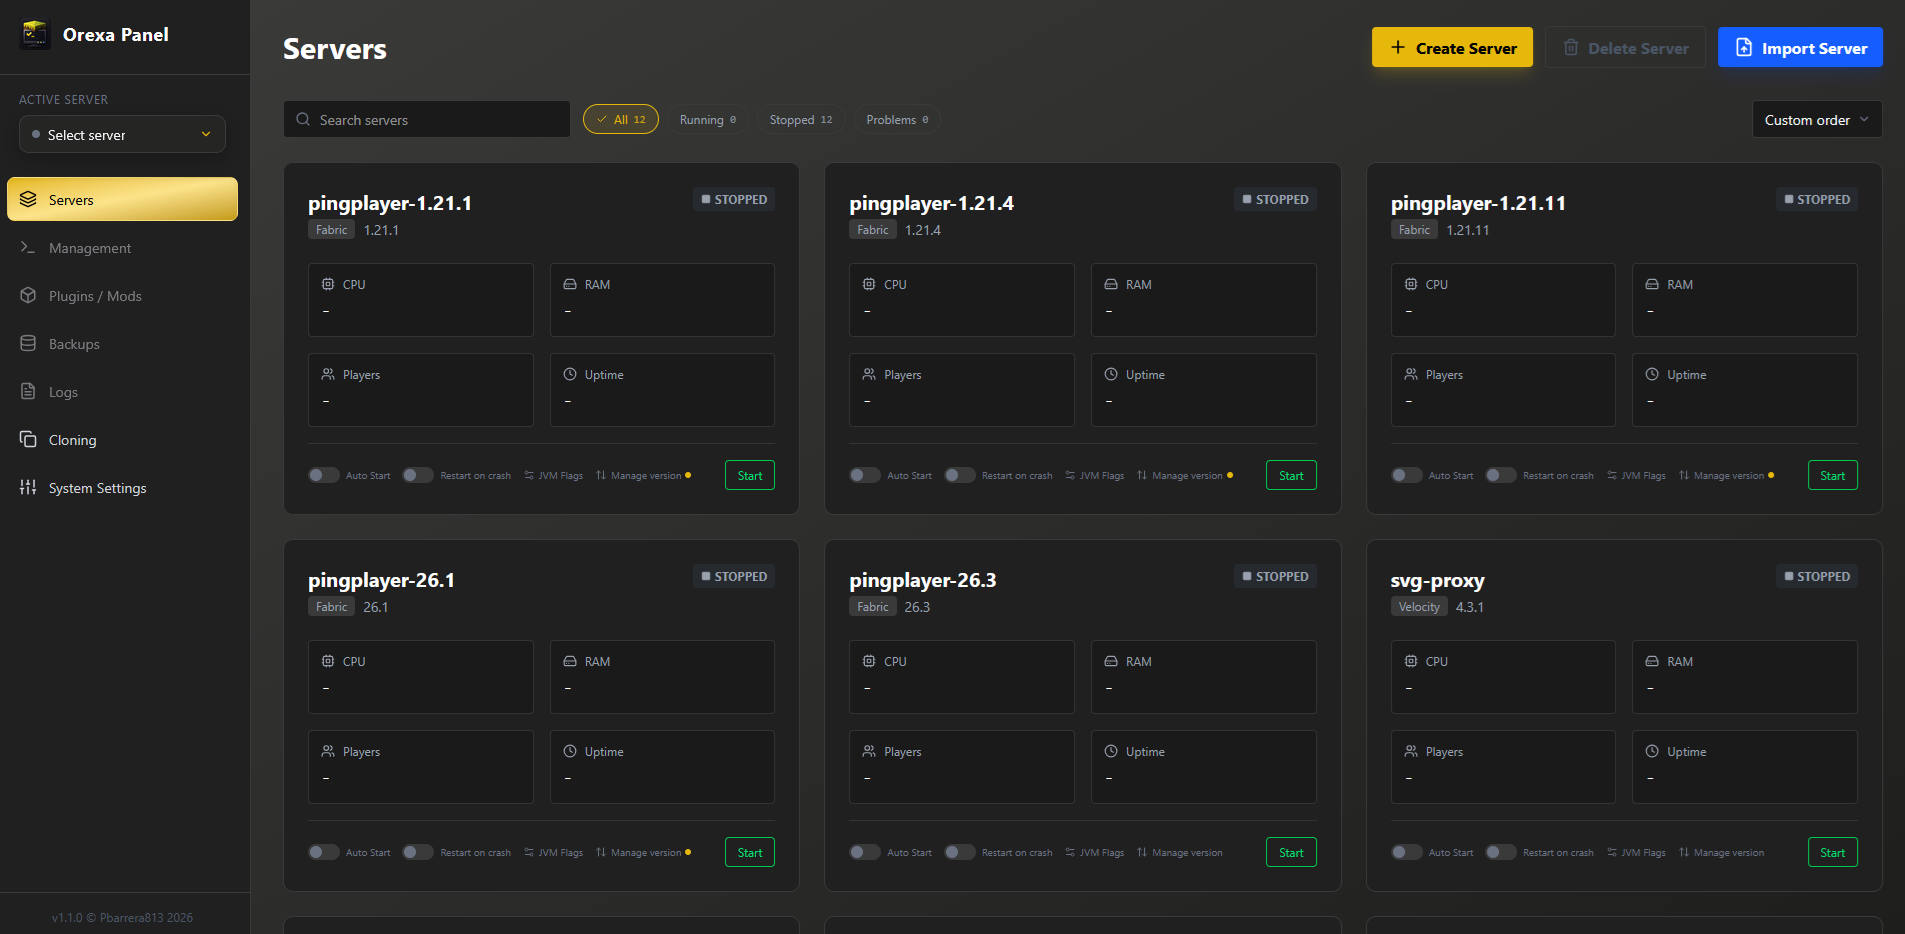 Orexa Panel
ACTIVE SERVER
Select server
Servers
Management
Plugins / Mods
Backups
Logs
Cloning
System Settings
v1.1.0 © Pbarrera813 2026
Servers
Create Server
Delete Server
Import Server
Search servers
All 12
Running 0
Stopped 12
Problems 0
Custom order
pingplayer-1.21.1
STOPPED
Fabric 1.21.1
CPU
-
RAM
-
Players
-
Uptime
-
Auto Start Restart on crash JVM Flags Manage version Start
pingplayer-1.21.4
STOPPED
Fabric 1.21.4
CPU
-
RAM
-
Players
-
Uptime
-
Auto Start Restart on crash JVM Flags Manage version Start
pingplayer-1.21.11
STOPPED
Fabric 1.21.11
CPU
-
RAM
-
Players
-
Uptime
-
Auto Start Restart on crash JVM Flags Manage version Start
pingplayer-26.1
STOPPED
Fabric 26.1
CPU
-
RAM
-
Players
-
Uptime
-
Auto Start Restart on crash JVM Flags Manage version Start
pingplayer-26.3
STOPPED
Fabric 26.3
CPU
-
RAM
-
Players
-
Uptime
-
Auto Start Restart on crash JVM Flags Manage version Start
svg-proxy
STOPPED
Velocity 4.3.1
CPU
-
RAM
-
Players
-
Uptime
-
Auto Start Restart on crash JVM Flags Manage version Start